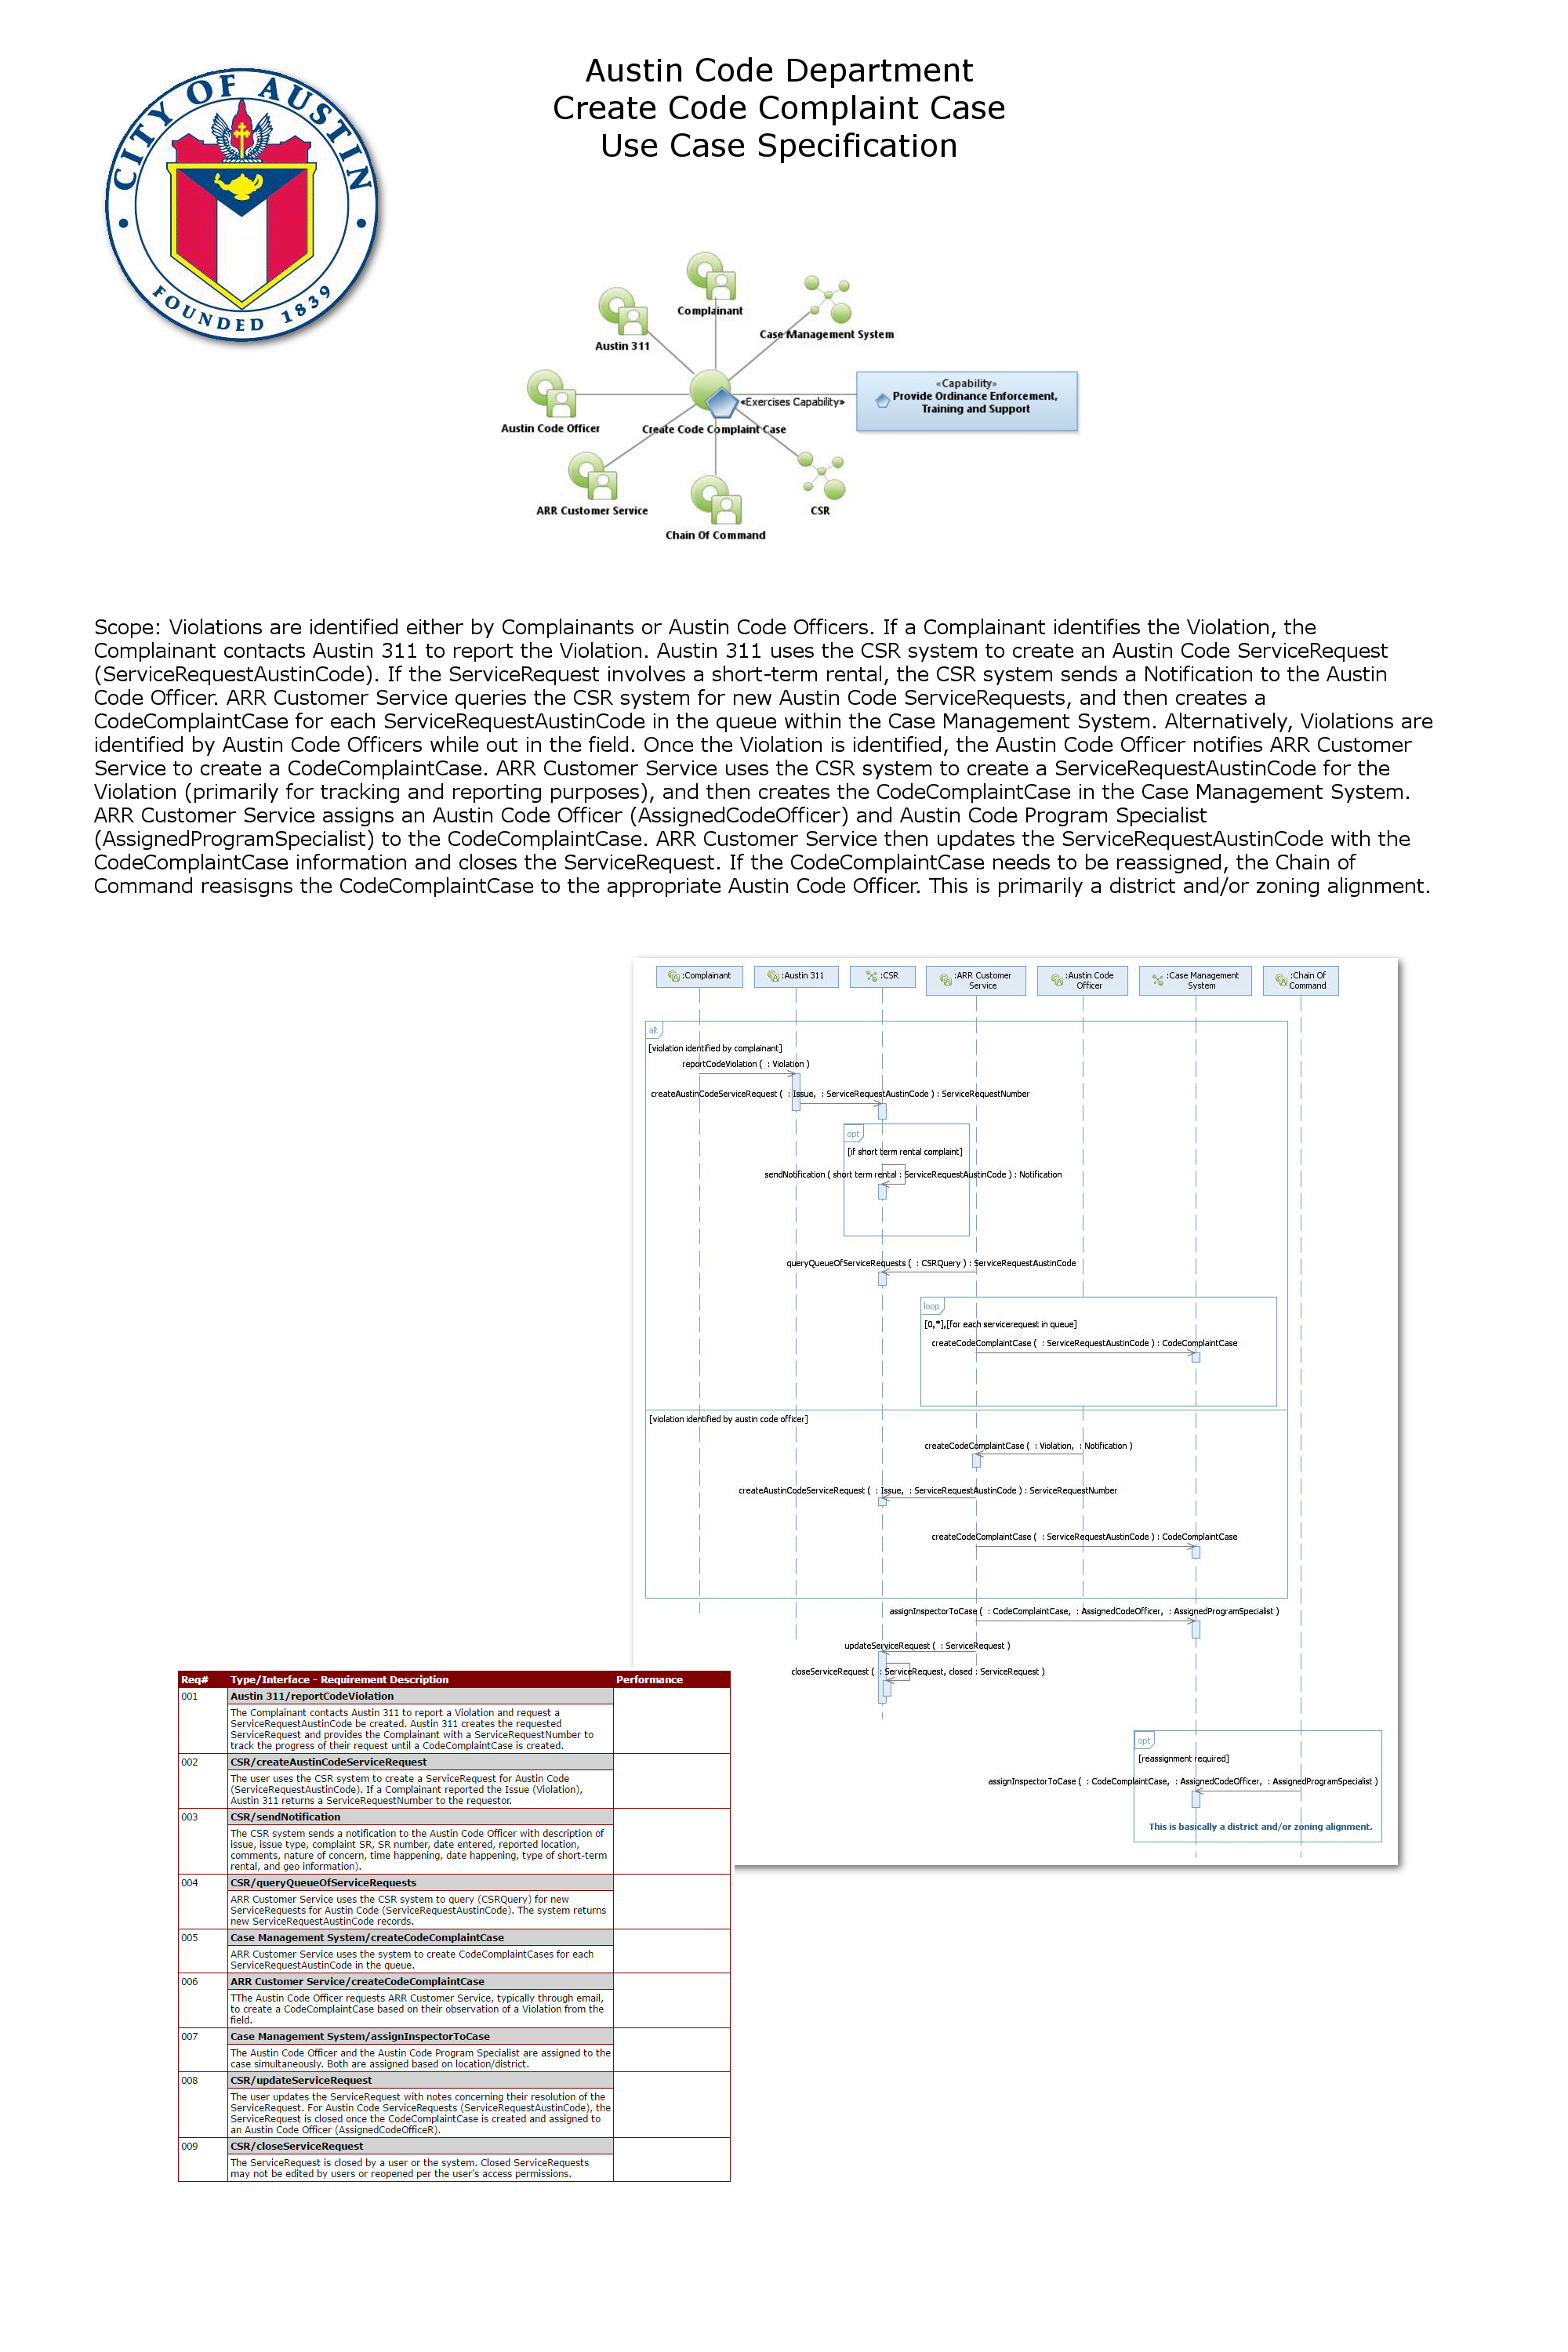 CITY OF AUSTIN
FOUNDED 1839
Austin Code Department
Create Code Complaint Case
Use Case Specification
Complainant
Case Management System
Austin 311
«Capability»
Provide Ordinance Enforcement,
Training and Support
«Exercises Capability»
Austin Code Officer
Create Code Complaint Case
ARR Customer Service
CSR
Chain Of Command
Scope: Violations are identified either by Complainants or Austin Code Officers. If a Complainant identifies the Violation, the
Complainant contacts Austin 311 to report the Violation. Austin 311 uses the CSR system to create an Austin Code ServiceRequest
(ServiceRequestAustinCode). If the ServiceRequest involves a short-term rental, the CSR system sends a Notification to the Austin
Code Officer. ARR Customer Service queries the CSR system for new Austin Code ServiceRequests, and then creates a
CodeComplaintCase for each ServiceRequestAustinCode in the queue within the Case Management System. Alternatively, Violations are
identified by Austin Code Officers while out in the field. Once the Violation is identified, the Austin Code Officer notifies ARR Customer
Service to create a CodeComplaintCase. ARR Customer Service uses the CSR system to create a ServiceRequestAustinCode for the
Violation (primarily for tracking and reporting purposes), and then creates the CodeComplaintCase in the Case Management System.
ARR Customer Service assigns an Austin Code Officer (AssignedCodeOfficer) and Austin Code Program Specialist
(AssignedProgramSpecialist) to the CodeComplaintCase. ARR Customer Service then updates the ServiceRequestAustinCode with the
CodeComplaintCase information and closes the ServiceRequest. If the CodeComplaintCase needs to be reassigned, the Chain of
Command reasisgns the CodeComplaintCase to the appropriate Austin Code Officer. This is primarily a district and/or zoning alignment.
:Complainant
:Austin 311
:CSR
:ARR Customer
Service
:Austin Code
Officer
:Case Management
System
:Chain Of
Command
alt
[violation identified by complainant]
reportCodeViolation ( : Violation )
createAustinCodeServiceRequest ( : Issue, : ServiceRequestAustinCode ) : ServiceRequestNumber
opt
[if short term rental complaint]
sendNotification ( short term rental : ServiceRequestAustinCode ) : Notification
queryQueueOfServiceRequests ( : CSRQuery ) : ServiceRequestAustinCode
loop
[0,*],[for each servicerequest in queue]
createCodeComplaintCase ( : ServiceRequestAustinCode ) : CodeComplaintCase
[violation identified by austin code officer]
createCodeComplaintCase ( : Violation, : Notification )
createAustinCodeServiceRequest ( : Issue, : ServiceRequestAustinCode ) : ServiceRequestNumber
createCodeComplaintCase ( : ServiceRequestAustinCode ) : CodeComplaintCase
assignInspectorToCase ( : CodeComplaintCase, : AssignedCodeOfficer, : AssignedProgramSpecialist )
updateServiceRequest ( : ServiceRequest )
closeServiceRequest ( : ServiceRequest, closed : ServiceRequest )
opt
[reassignment required]
assignInspectorToCase ( : CodeComplaintCase, : AssignedCodeOfficer, : AssignedProgramSpecialist )
This is basically a district and/or zoning alignment.
Req# Type/Interface - Requirement Description Performance
001 Austin 311/reportCodeViolation
The Complainant contacts Austin 311 to report a Violation and request a
ServiceRequestAustinCode be created. Austin 311 creates the requested
ServiceRequest and provides the Complainant with a ServiceRequestNumber to
track the progress of their request until a CodeComplaintCase is created.
002 CSR/createAustinCodeServiceRequest
The user uses the CSR system to create a ServiceRequest for Austin Code
(ServiceRequestAustinCode). If a Complainant reported the Issue (Violation),
Austin 311 returns a ServiceRequestNumber to the requestor.
003 CSR/sendNotification
The CSR system sends a notification to the Austin Code Officer with description of
issue, issue type, complaint SR, SR number, date entered, reported location,
comments, nature of concern, time happening, date happening, type of short-term
rental, and geo information).
004 CSR/queryQueueOfServiceRequests
ARR Customer Service uses the CSR system to query (CSRQuery) for new
ServiceRequests for Austin Code (ServiceRequestAustinCode). The system returns
new ServiceRequestAustinCode records.
005 Case Management System/createCodeComplaintCase
ARR Customer Service uses the system to create CodeComplaintCases for each
ServiceRequestAustinCode in the queue.
006 ARR Customer Service/createCodeComplaintCase
TThe Austin Code Officer requests ARR Customer Service, typically through email,
to create a CodeComplaintCase based on their observation of a Violation from the
field.
007 Case Management System/assignInspectorToCase
The Austin Code Officer and the Austin Code Program Specialist are assigned to the
case simultaneously. Both are assigned based on location/district.
008 CSR/updateServiceRequest
The user updates the ServiceRequest with notes concerning their resolution of the
ServiceRequest. For Austin Code ServiceRequests (ServiceRequestAustinCode), the
ServiceRequest is closed once the CodeComplaintCase is created and assigned to
an Austin Code Officer (AssignedCodeOfficeR).
009 CSR/closeServiceRequest
The ServiceRequest is closed by a user or the system. Closed ServiceRequests
may not be edited by users or reopened per the user's access permissions.